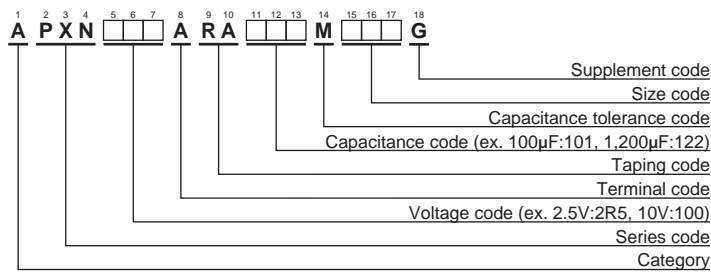 1 2 3 4 5 6 7 8 9 10 11 12 13 14 15 16 17 18
A P X N □□□ A R A □□□ M □□□ G
Supplement code
Size code
Capacitance tolerance code
Capacitance code (ex. 100µF:101, 1,200µF:122)
Taping code
Terminal code
Voltage code (ex. 2.5V:2R5, 10V:100)
Series code
Category